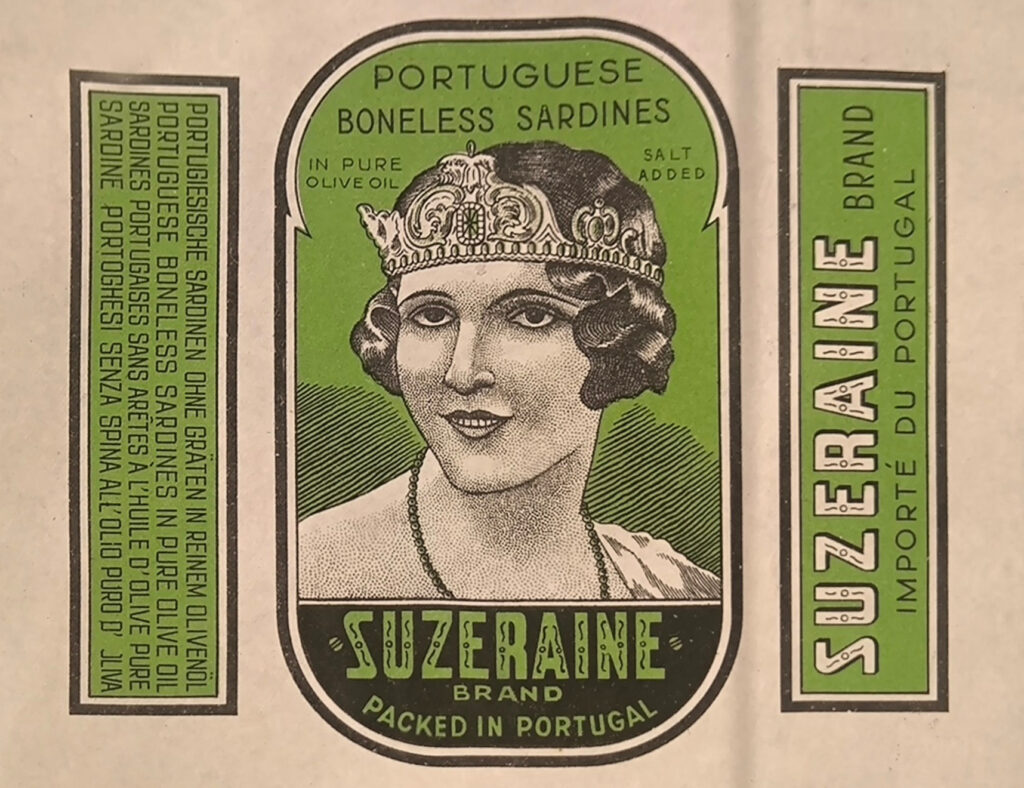 PORTUGIESISCHE SARDINEN OHNE GRÄTEN IN REINEM OLIVENÖL
PORTUGUESE BONELESS SARDINES IN PURE OLIVE OIL
SARDINES PORTUGAISES SANS ARÊTES À L'HUILE D'OLIVE PURE
SARDINE PORTOGHESI SENZA SPINA ALL'OLIO PURO D' JLIVA
PORTUGUESE
BONELESS SARDINES
IN PURE
OLIVE OIL
SALT
ADDED
SUZERAINE
BRAND
PACKED IN PORTUGAL
SUZERAINE BRAND
IMPORTÉ DU PORTUGAL